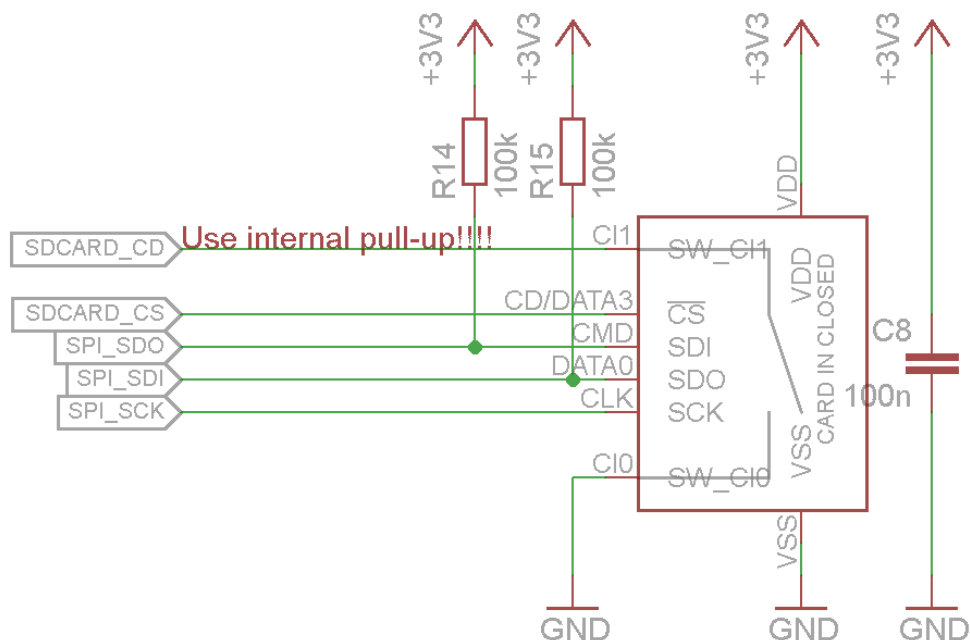 +3V3
+3V3
+3V3
+3V3
R14
100k
R15
100k
VDD
SDCARD_CD
Use internal pull-up!!!!
CI1
SW_CI1
VDD
SDCARD_CS
CD/DATA3
CS
SPI_SDO
CMD
SDI
SPI_SDI
DATA0
SDO
SPI_SCK
CLK
SCK
CARD IN CLOSED
C8
100n
CI0
SW_CI0
VSS
VSS
GND
GND
GND